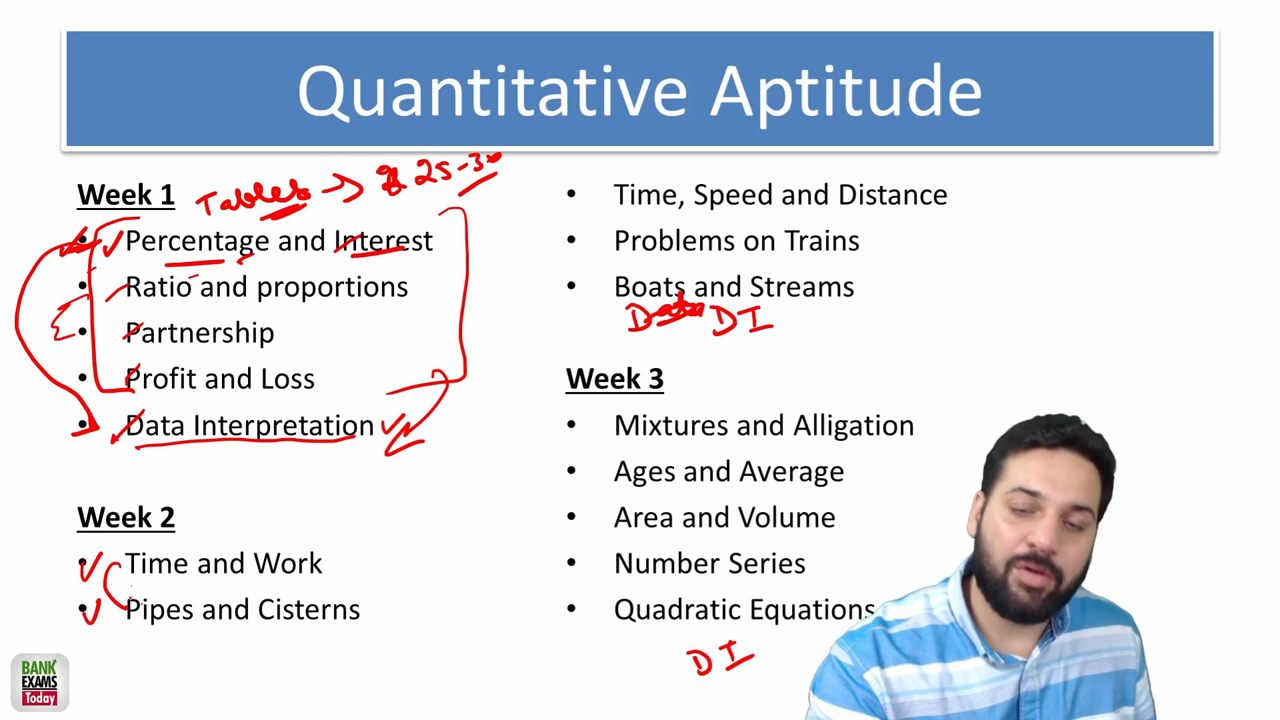 Quantitative Aptitude
Week 1
Tables → 25-30
• Percentage and Interest
• Ratio and proportions
• Partnership
• Profit and Loss
• Data Interpretation
Week 2
• Time and Work
• Pipes and Cisterns
• Time, Speed and Distance
• Problems on Trains
• Boats and Streams
DI
Week 3
• Mixtures and Alligation
• Ages and Average
• Area and Volume
• Number Series
• Quadratic Equations
DI
BANK
EXAMS
Today